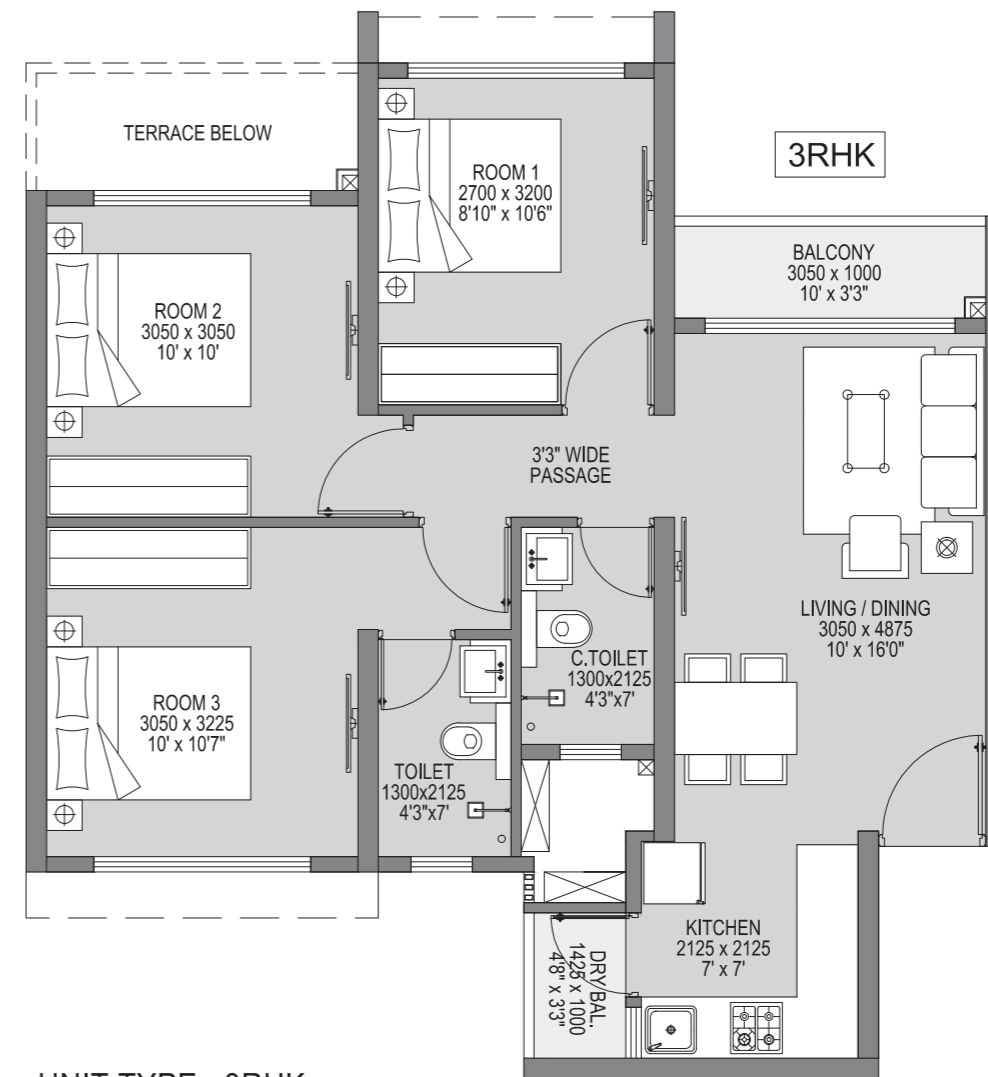 TERRACE BELOW
ROOM 1
2700 x 3200
8'10" x 10'6"
3RHK
BALCONY
3050 x 1000
10' x 3'3"
ROOM 2
3050 x 3050
10' x 10'
3'3" WIDE
PASSAGE
LIVING / DINING
3050 x 4875
10' x 16'0"
C.TOILET
1300x2125
4'3"x7'
ROOM 3
3050 x 3225
10' x 10'7"
TOILET
1300x2125
4'3"x7'
KITCHEN
2125 x 2125
7' x 7'
DRY BAL.
1425 x 1000
4'8" x 3'3"
UNIT TYPE - 3RHK